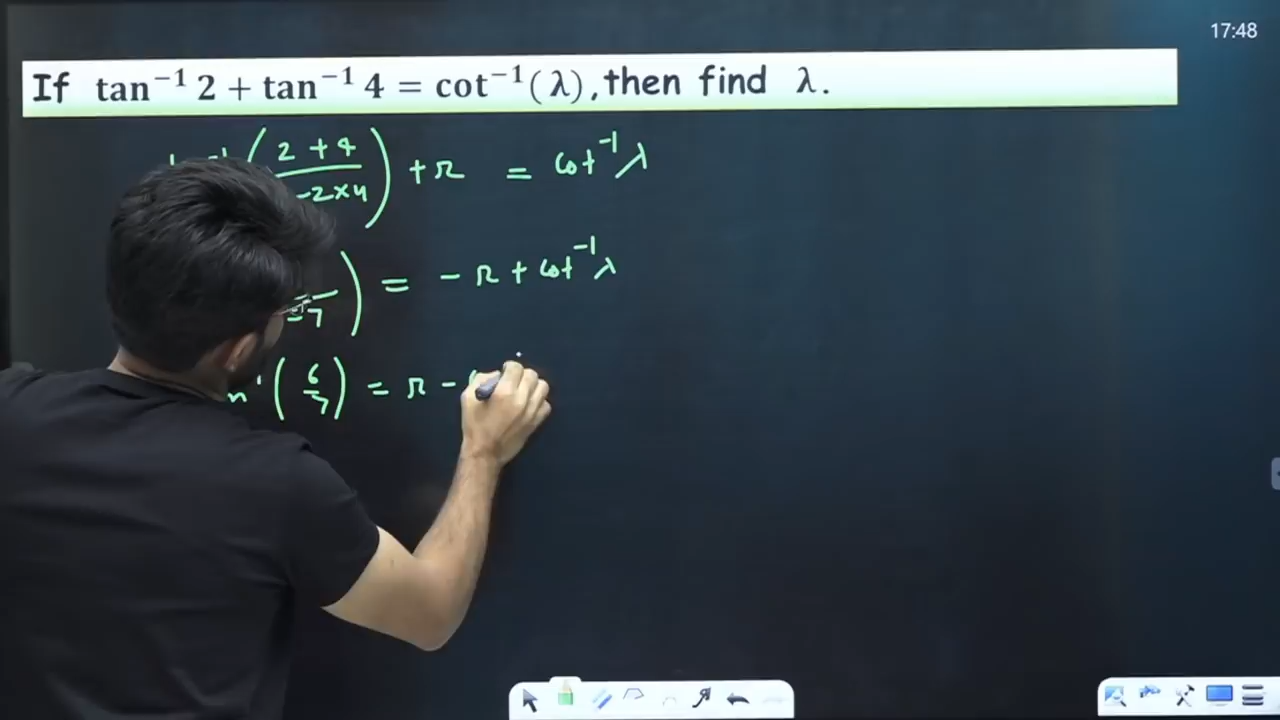 17:48
If tan⁻¹ 2 + tan⁻¹ 4 = cot⁻¹(λ), then find λ.
(2 + 4 / -2×4) + π = cot⁻¹ λ
-7) = - π + cot⁻¹ λ
(6/7) = π -